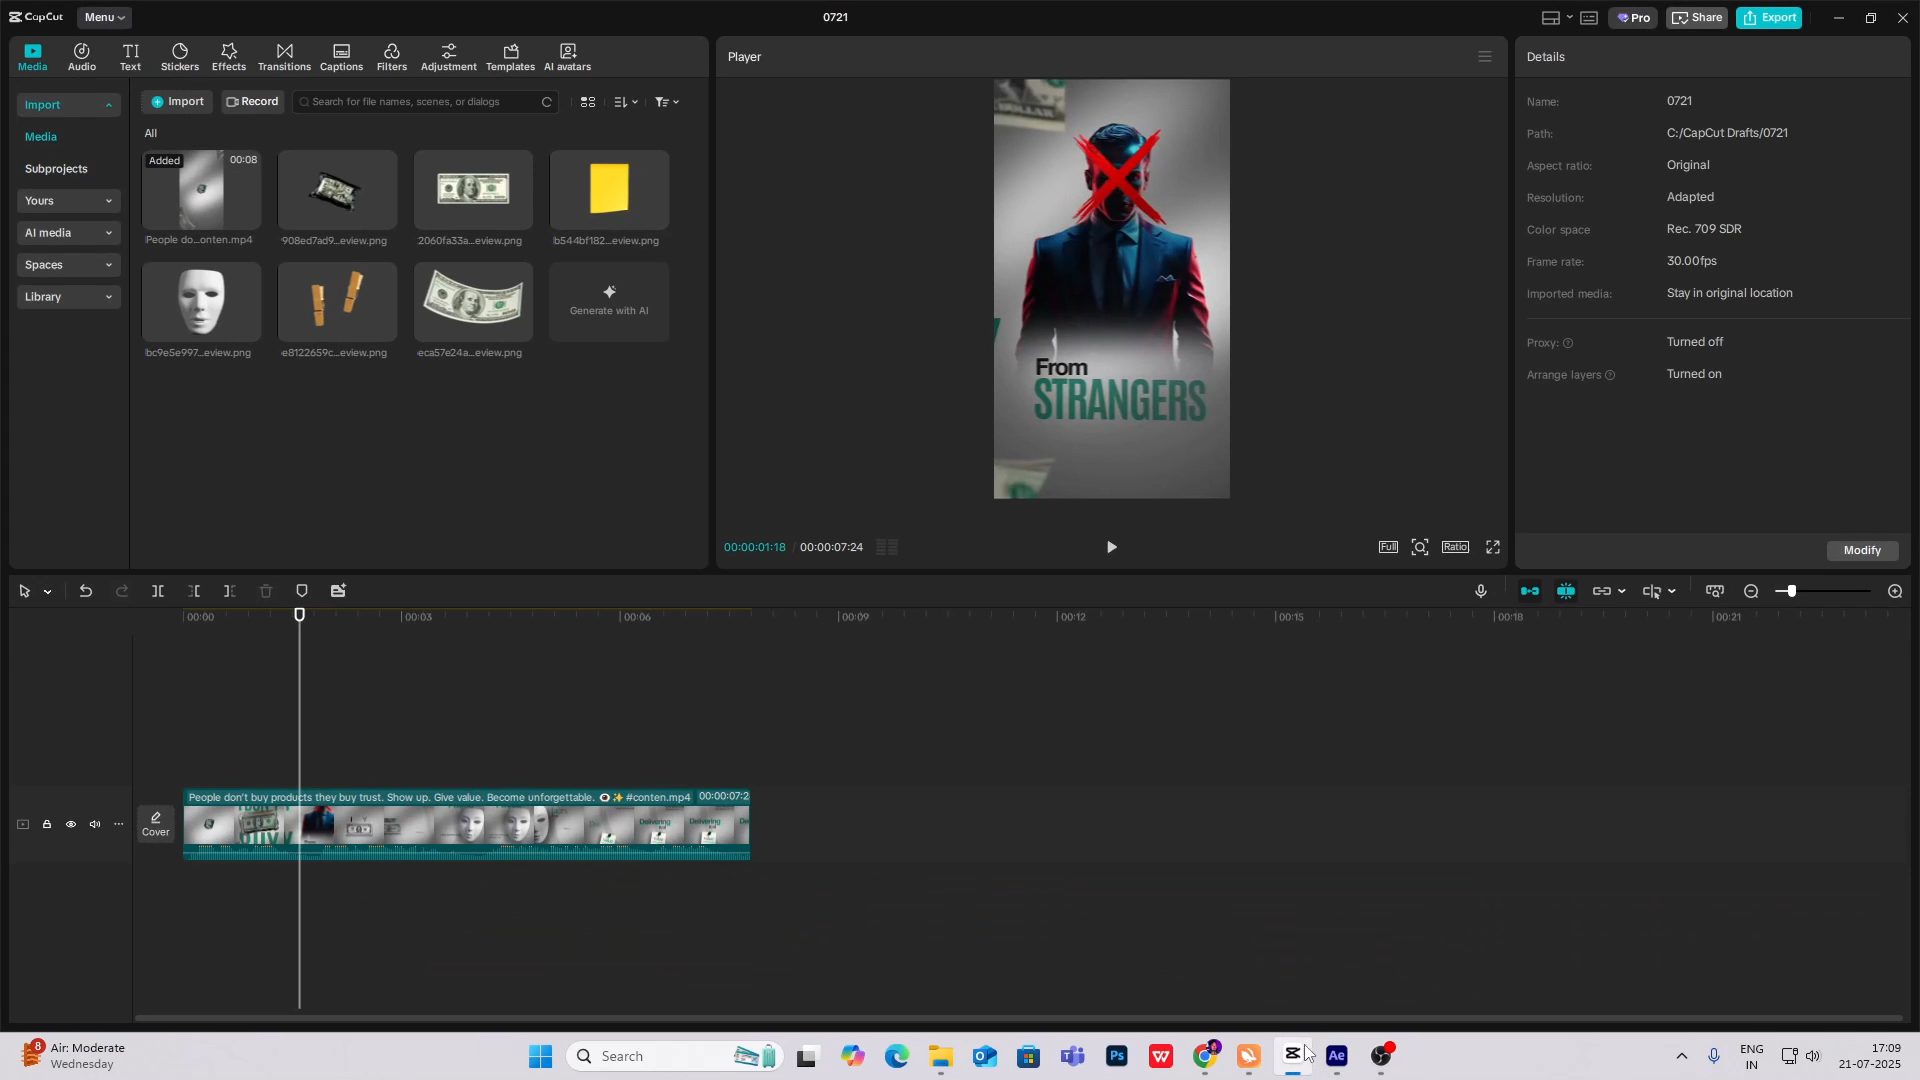 CapCut
Menu
0721
Pro
Share
Export
Media
Audio
Text
Stickers
Effects
Transitions
Captions
Filters
Adjustment
Templates
AI avatars
Import
Media
Subprojects
Yours
AI media
Spaces
Library
Import
Record
Search for file names, scenes, or dialogs
All
Added
00:08
People do...onten.mp4
908ed7ad9...eview.png
2060fa33a...eview.png
b544bf182...eview.png
bc9e5e997...eview.png
e8122659c...eview.png
eca57e24a...eview.png
Generate with AI
Player
DOLLAR
From
STRANGERS
00:00:01:18 / 00:00:07:24
Full
Ratio
Details
Name: 0721
Path: C:/CapCut Drafts/0721
Aspect ratio: Original
Resolution: Adapted
Color space Rec. 709 SDR
Frame rate: 30.00fps
Imported media: Stay in original location
Proxy: Turned off
Arrange layers Turned on
Modify
00:00
00:03
00:06
00:09
00:12
00:15
00:18
00:21
Cover
People don't buy products they buy trust. Show up. Give value. Become unforgettable. 👁️✨ #conten.mp4 00:00:07:2
8
Air: Moderate
Wednesday
Search
Ps
W
Ae
ENG
IN
17:09
21-07-2025